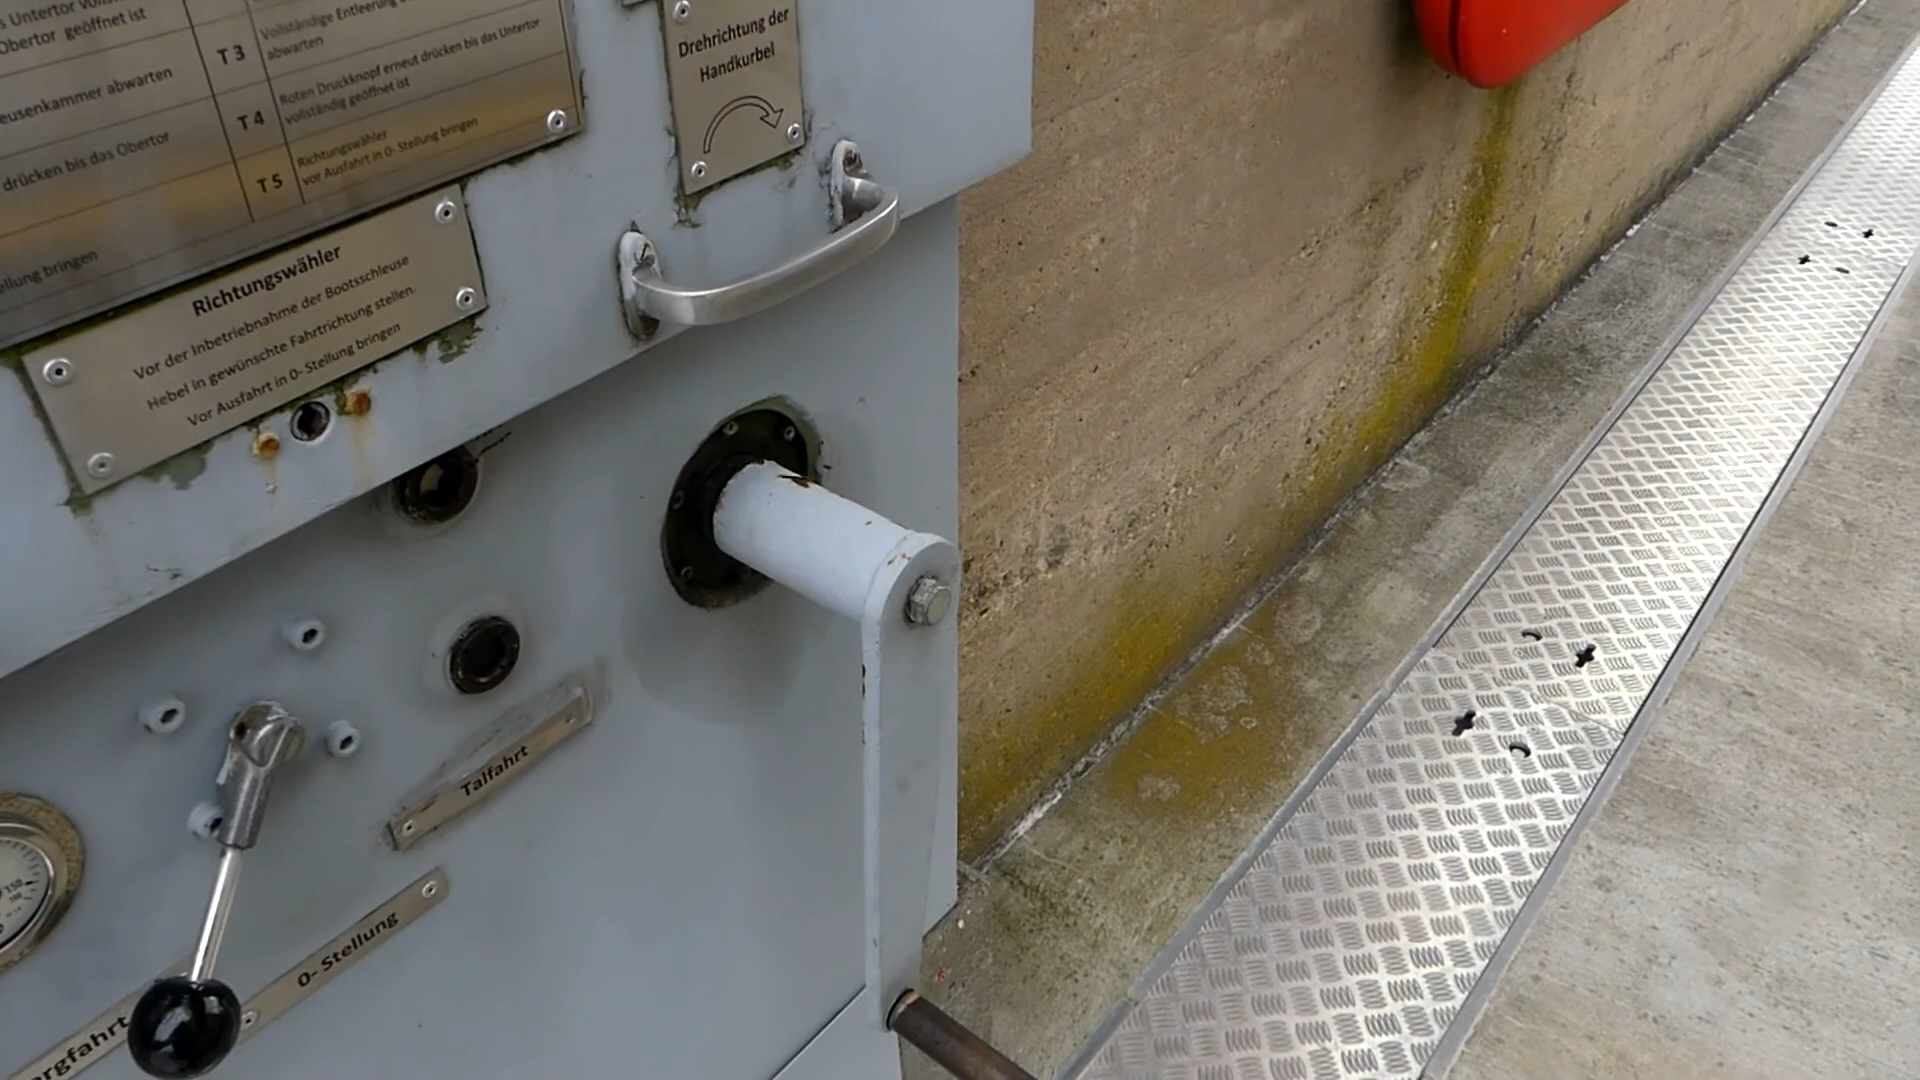 s Untertor
Obertor geöffnet ist
T 3
Vollständige Entleerung
abwarten
eusenkammer abwarten
T 4
Roten Druckknopf erneut drücken bis das Untertor
vollständig geöffnet ist
drücken bis das Obertor
T 5
Richtungswähler
vor Ausfahrt in 0- Stellung bringen
ellung bringen
Drehrichtung der
Handkurbel
Richtungswähler
Vor der Inbetriebnahme der Bootsschleuse
Hebel in gewünschte Fahrtrichtung stellen.
Vor Ausfahrt in 0- Stellung bringen
Talfahrt
0- Stellung
ergfahrt
150